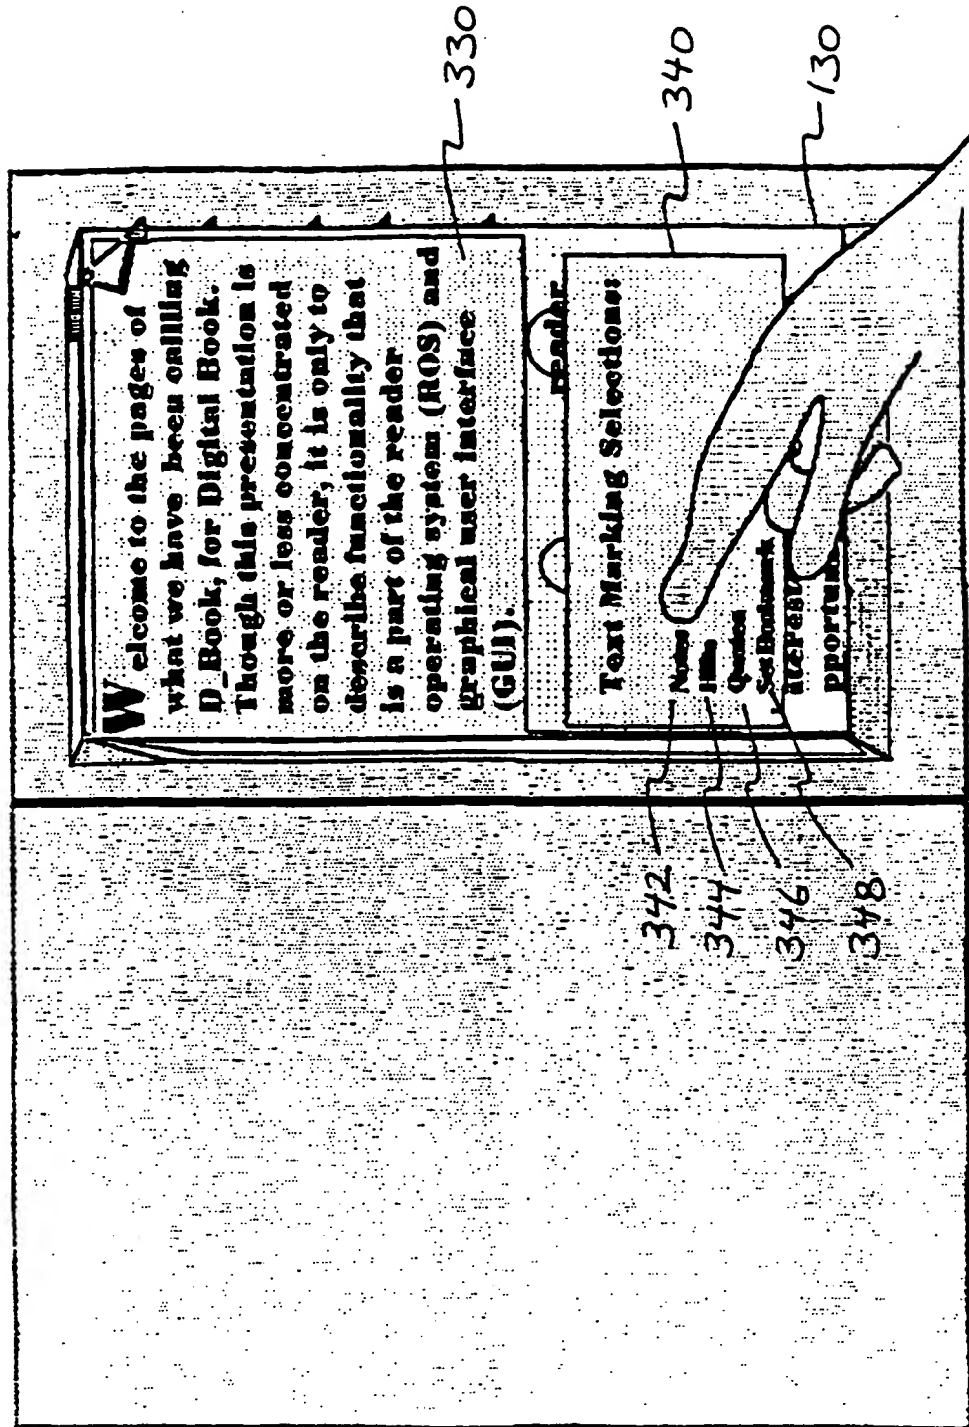 Welcome to the pages of
what we have been calling
D_Book, for Digital Book.
Though this presentation is
more or less concentrated
on the reader, it is only to
describe functionality that
is a part of the reader
operating system (ROS) and
graphical user interface
(GUI).
reader
Text Marking Selections:
Notes
Quotes
Set Bookmark
pportun
330
340
130
342
344
346
348